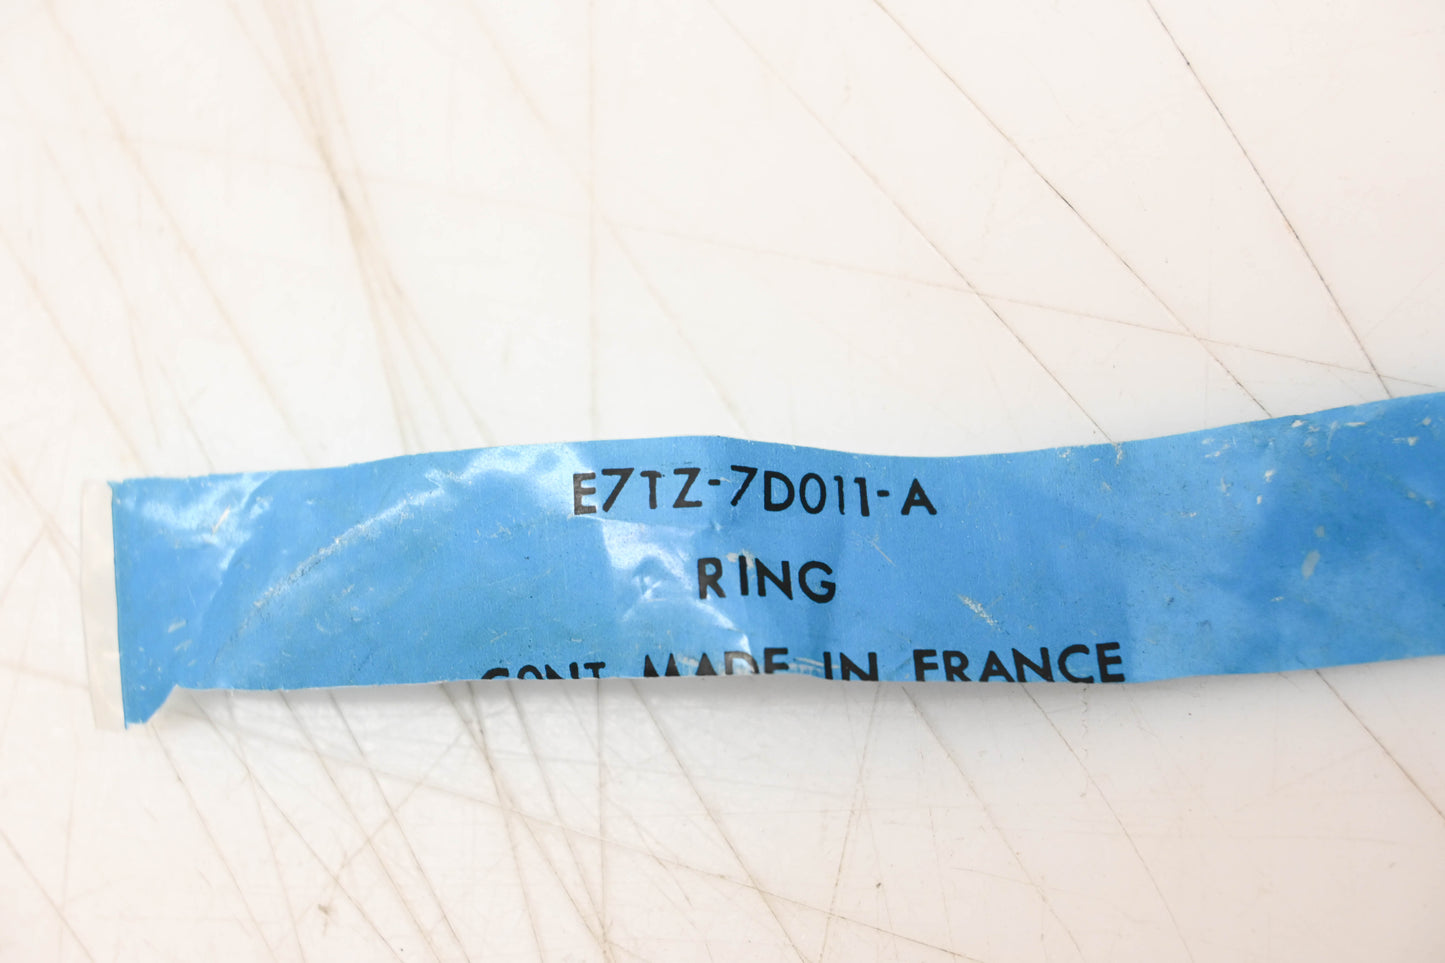 E7TZ-7D011-A
RING
CONT. MADE IN FRANCE